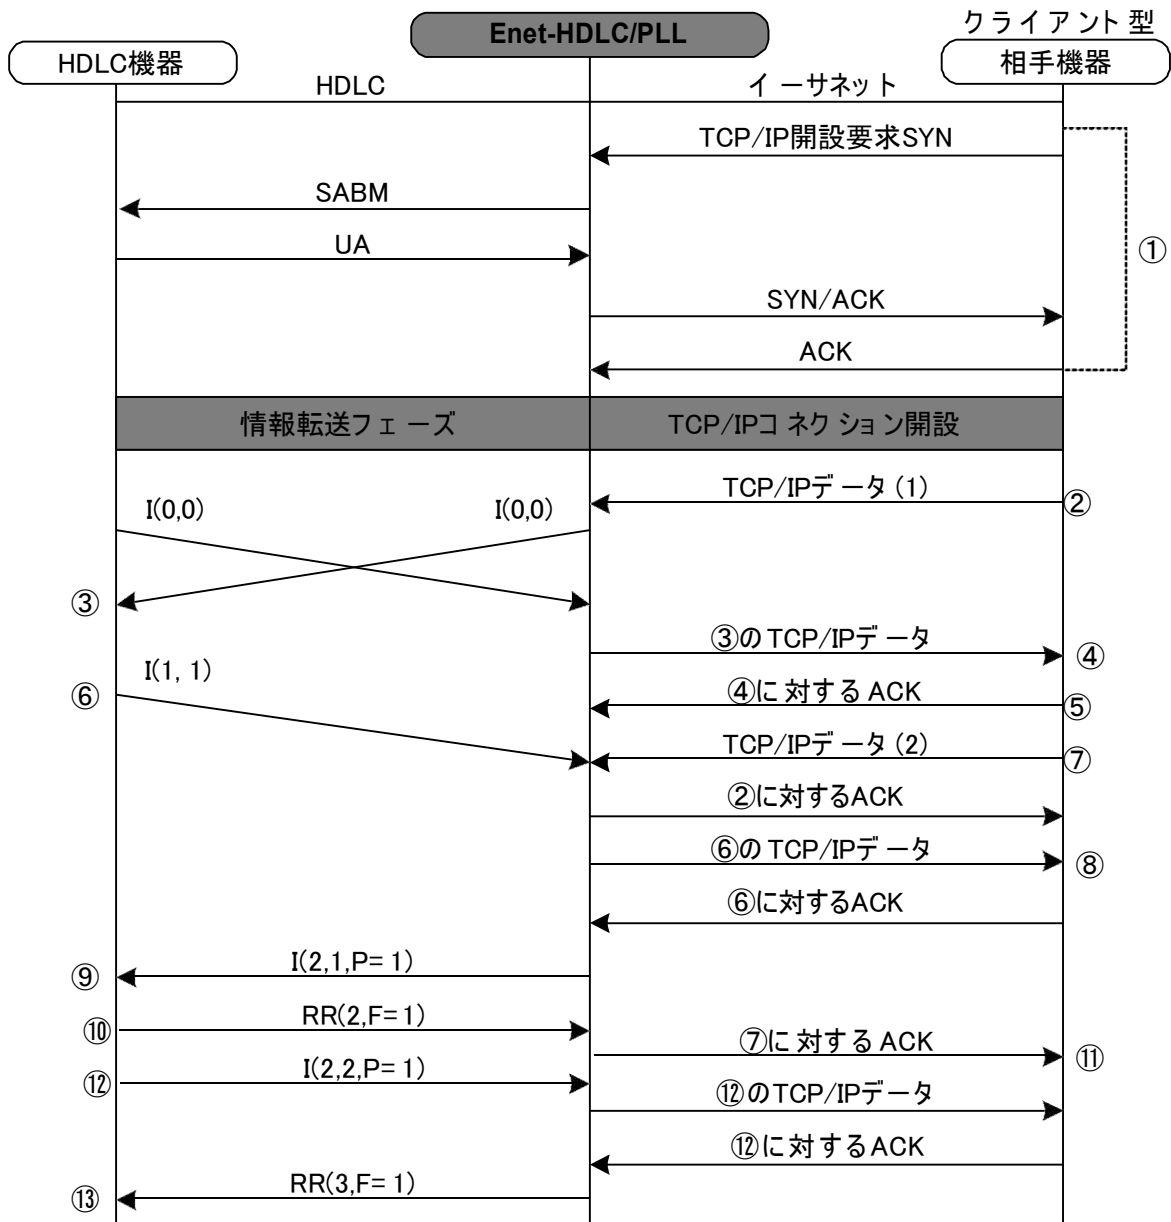 クライアント型
Enet-HDLC/PLL
HDLC機器
相手機器
HDLC
イーサネット
TCP/IP開設要求SYN
SABM
UA
①
SYN/ACK
ACK
情報転送フェーズ
TCP/IPコネクション開設
TCP/IPデータ(1)
②
I(0,0)
I(0,0)
③
③のTCP/IPデータ
④
I(1, 1)
⑥
④に対するACK
⑤
TCP/IPデータ(2)
⑦
②に対するACK
⑥のTCP/IPデータ
⑧
⑥に対するACK
I(2,1,P=1)
⑨
RR(2,F=1)
⑩
⑦に対するACK
⑪
I(2,2,P=1)
⑫
⑫のTCP/IPデータ
⑫に対するACK
RR(3,F=1)
⑬